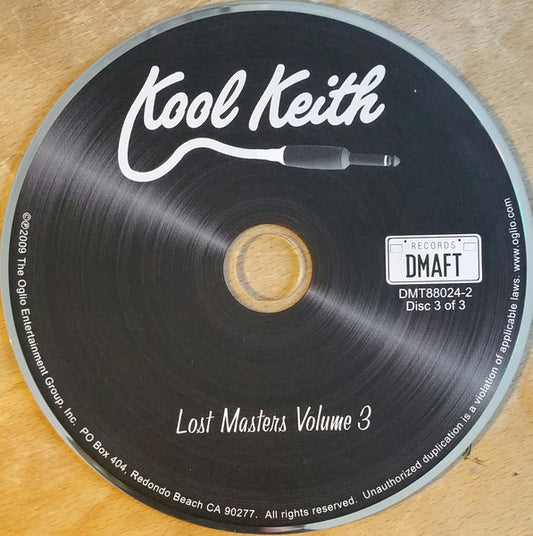 Kool Keith
RECORDS
DMAFT
DMT88024-2
Disc 3 of 3
Lost Masters Volume 3
©℗2009 The Oglio Entertainment Group, Inc. PO Box 404, Redondo Beach CA 90277. All rights reserved. Unauthorized duplication is a violation of applicable laws. www.oglio.com